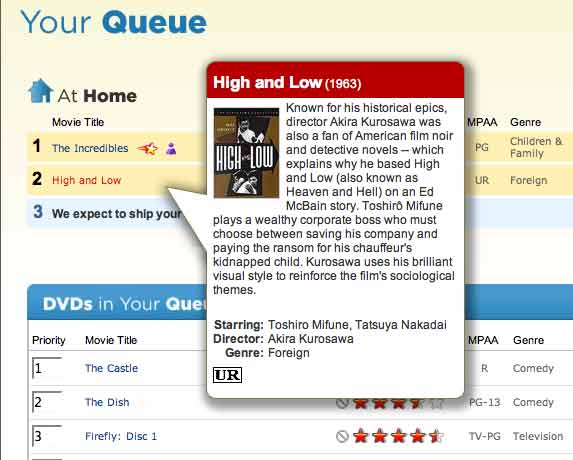 Your Queue
At Home
Movie Title MPAA Genre
1 The Incredibles PG Children &
Family
2 High and Low UR Foreign
3 We expect to ship your
High and Low (1963)
HIGH AND LOW
Known for his historical epics,
director Akira Kurosawa was
also a fan of American film noir
and detective novels -- which
explains why he based High
and Low (also known as
Heaven and Hell) on an Ed
McBain story. Toshirô Mifune
plays a wealthy corporate boss who must
choose between saving his company and
paying the ransom for his chauffeur's
kidnapped child. Kurosawa uses his brilliant
visual style to reinforce the film's sociological
themes.
Starring: Toshiro Mifune, Tatsuya Nakadai
Director: Akira Kurosawa
Genre: Foreign
UR
DVDs in Your Queu
Priority Movie Title MPAA Genre
1 The Castle R Comedy
2 The Dish PG-13 Comedy
3 Firefly: Disc 1 TV-PG Television